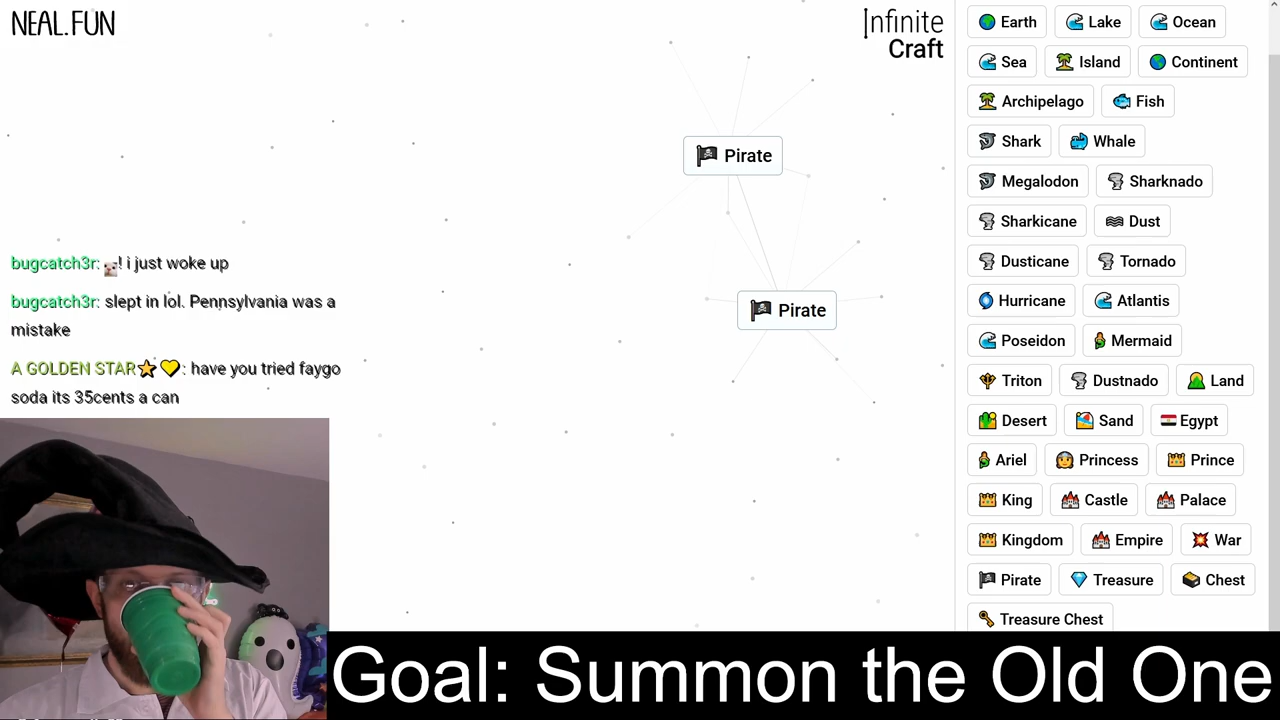 NEAL.FUN
Infinite
Craft
Pirate
Pirate
bugcatch3r: ! i just woke up
bugcatch3r: slept in lol. Pennsylvania was a
mistake
A GOLDEN STAR⭐💛: have you tried faygo
soda its 35cents a can
Earth Lake Ocean
Sea Island Continent
Archipelago Fish
Shark Whale
Megalodon Sharknado
Sharkicane Dust
Dusticane Tornado
Hurricane Atlantis
Poseidon Mermaid
Triton Dustnado Land
Desert Sand Egypt
Ariel Princess Prince
King Castle Palace
Kingdom Empire War
Pirate Treasure Chest
Treasure Chest
Goal: Summon the Old One